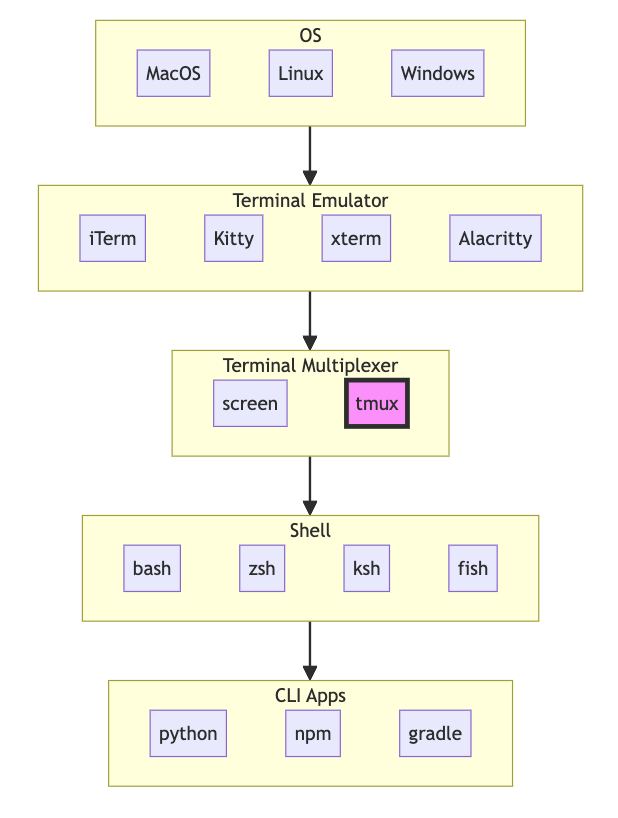 OS
MacOS Linux Windows
Terminal Emulator
iTerm Kitty xterm Alacritty
Terminal Multiplexer
screen tmux
Shell
bash zsh ksh fish
CLI Apps
python npm gradle